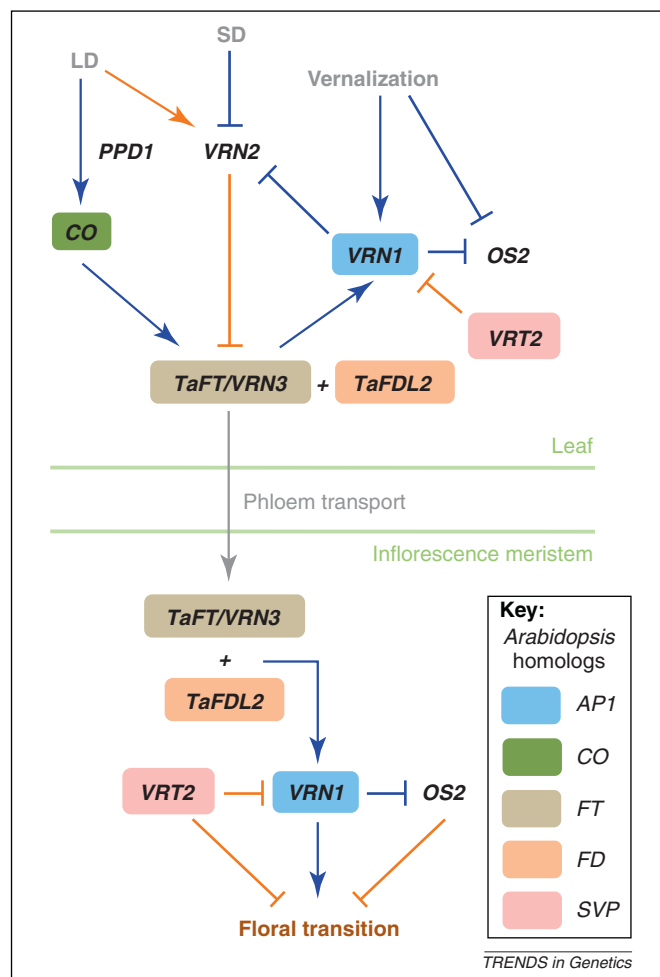 SD
LD
Vernalization
PPD1
VRN2
CO
VRN1
OS2
VRT2
TaFT/VRN3 + TaFDL2
Leaf
Phloem transport
Inflorescence meristem
TaFT/VRN3
+
TaFDL2
VRT2
VRN1
OS2
Floral transition
Key:
Arabidopsis
homologs
AP1
CO
FT
FD
SVP
TRENDS in Genetics